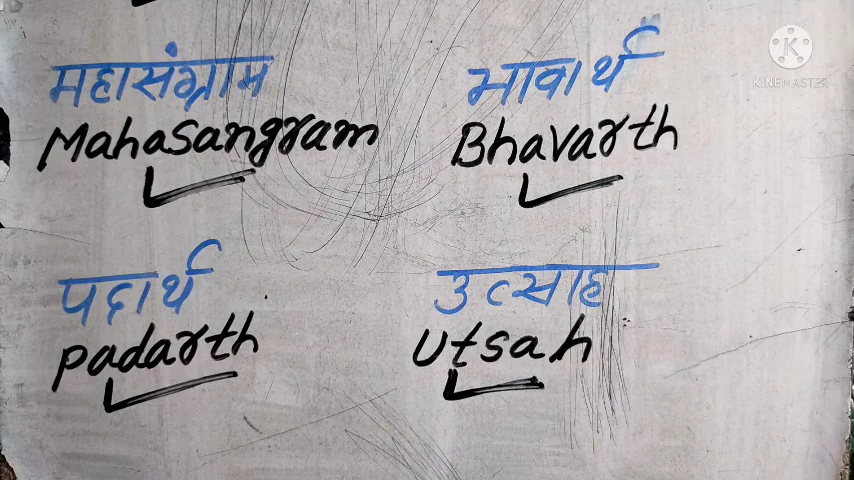 महासंग्राम
Mahasangram
भावार्थ
Bhavarth
पदार्थ
Padarth
उत्साह
Utsah
KINEMASTER